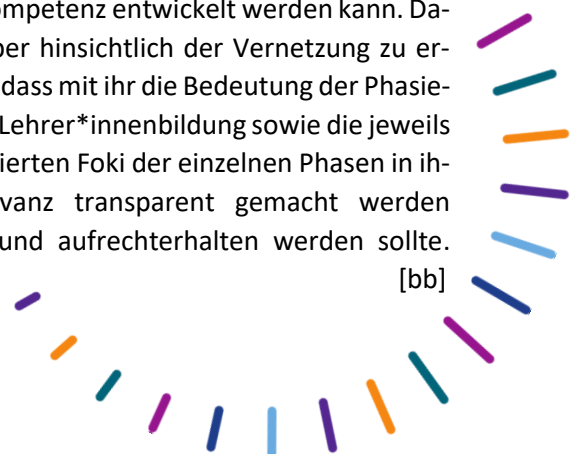 ompetenz entwickelt werden kann. Da-
ber hinsichtlich der Vernetzung zu er-
dass mit ihr die Bedeutung der Phasie-
Lehrer*innenbildung sowie die jeweils
ierten Foki der einzelnen Phasen in ih-
vanz transparent gemacht werden
und aufrechterhalten werden sollte.
[bb]